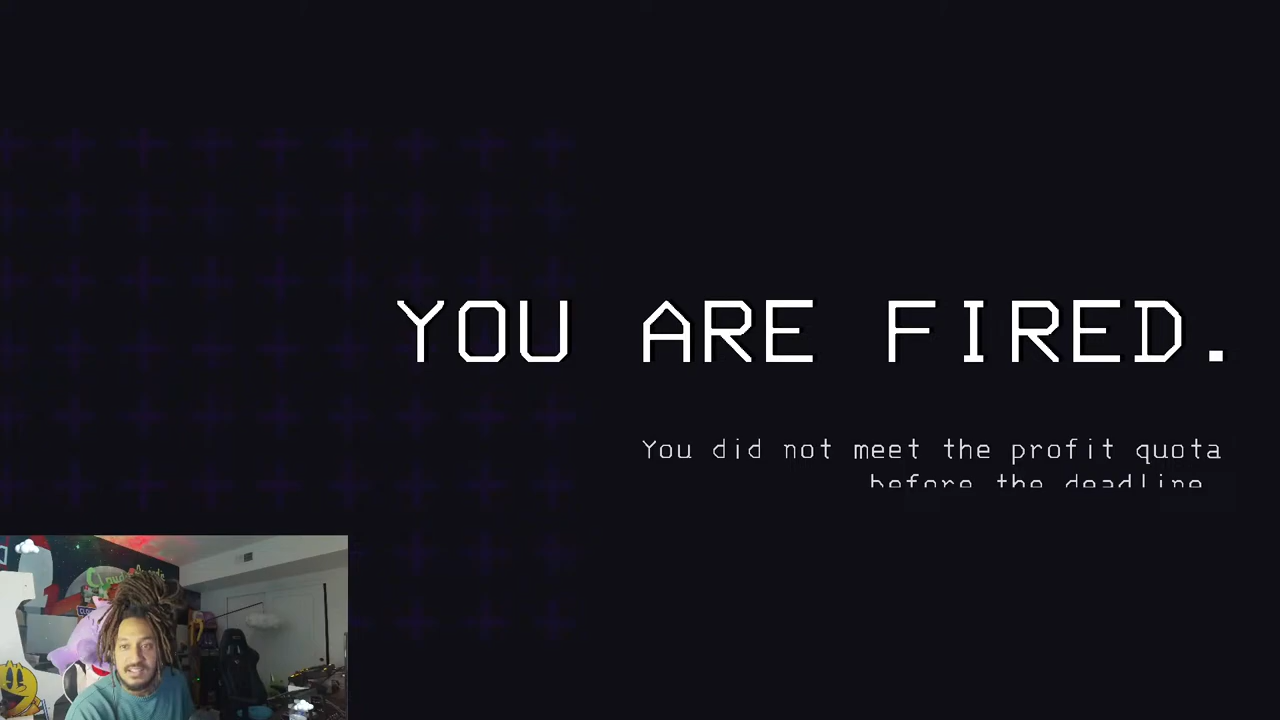 YOU ARE FIRED.
You did not meet the profit quota
before the deadline